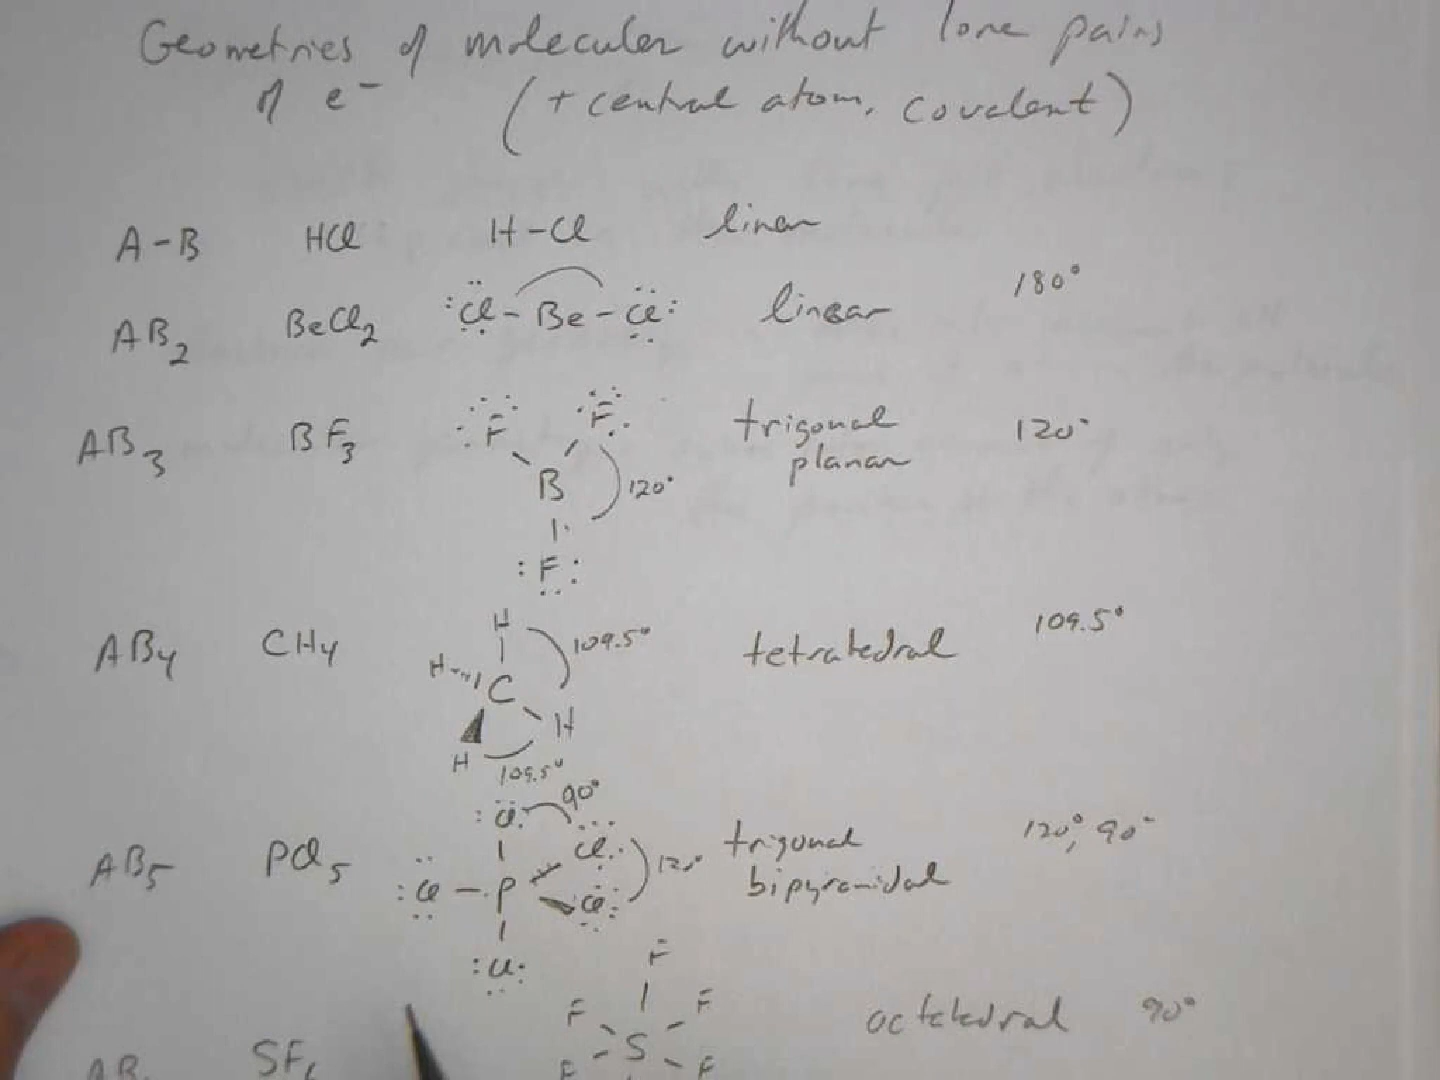 Geometries of molecular without lone pairs
of e⁻ (+ central atom, covalent)
A-B HCl H-Cl linear
AB₂ BeCl₂ :Cl - Be - Cl: linear 180°
AB₃ BF₃ F F trigonal planar 120°
B 120°
:F:
AB₄ CH₄ H 109.5° tetrahedral 109.5°
H C
H H
109.5°
90°
AB₅ PCl₅ :Cl: Cl trigonal bipyramidal 120°, 90°
:Cl - P Cl: 120°
:Cl:
F
F F octahedral 90°
SF₆ S
F F